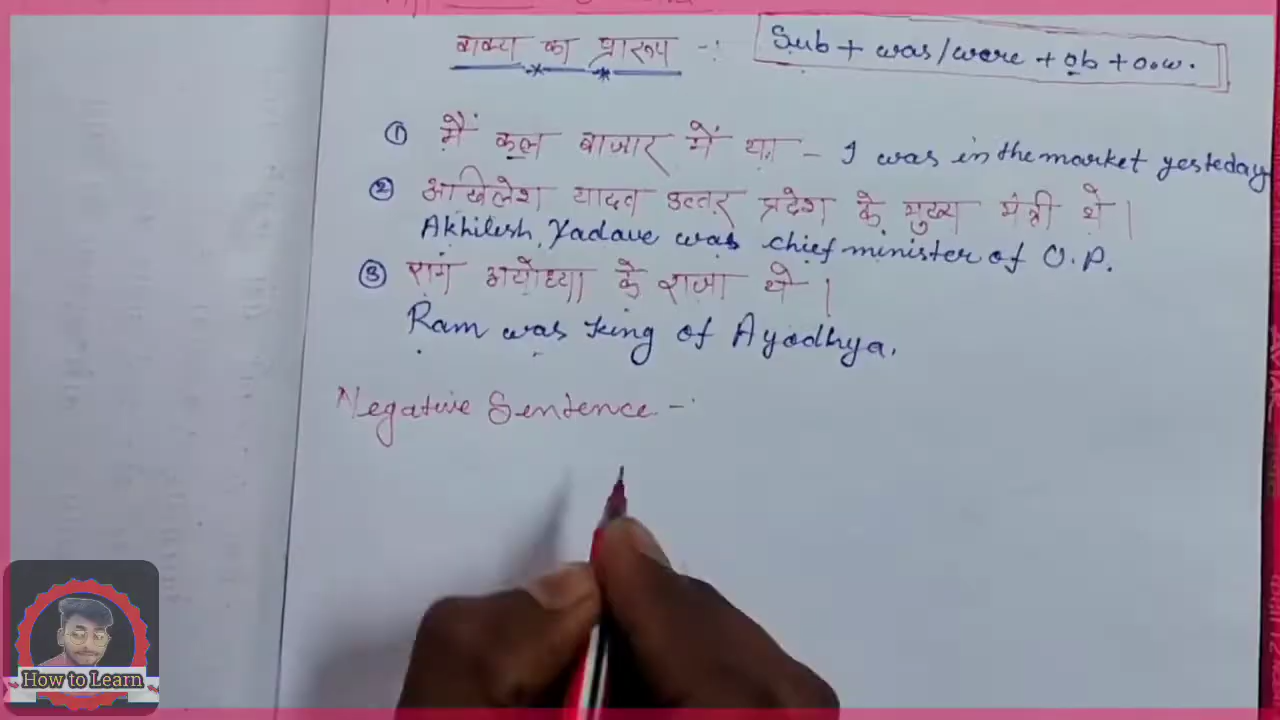 वाक्य का प्रारूप -: Sub + was/were + ob + o.w.
① मैं कल बाजार में था - I was in the market yesteday
② अखिलेश यादव उत्तर प्रदेश के मुख्य मंत्री थे।
Akhilesh Yadave was chief minister of U.P.
③ राम अयोध्या के राजा थे।
Ram was king of Ayodhya.
Negative Sentence -:
How to Learn